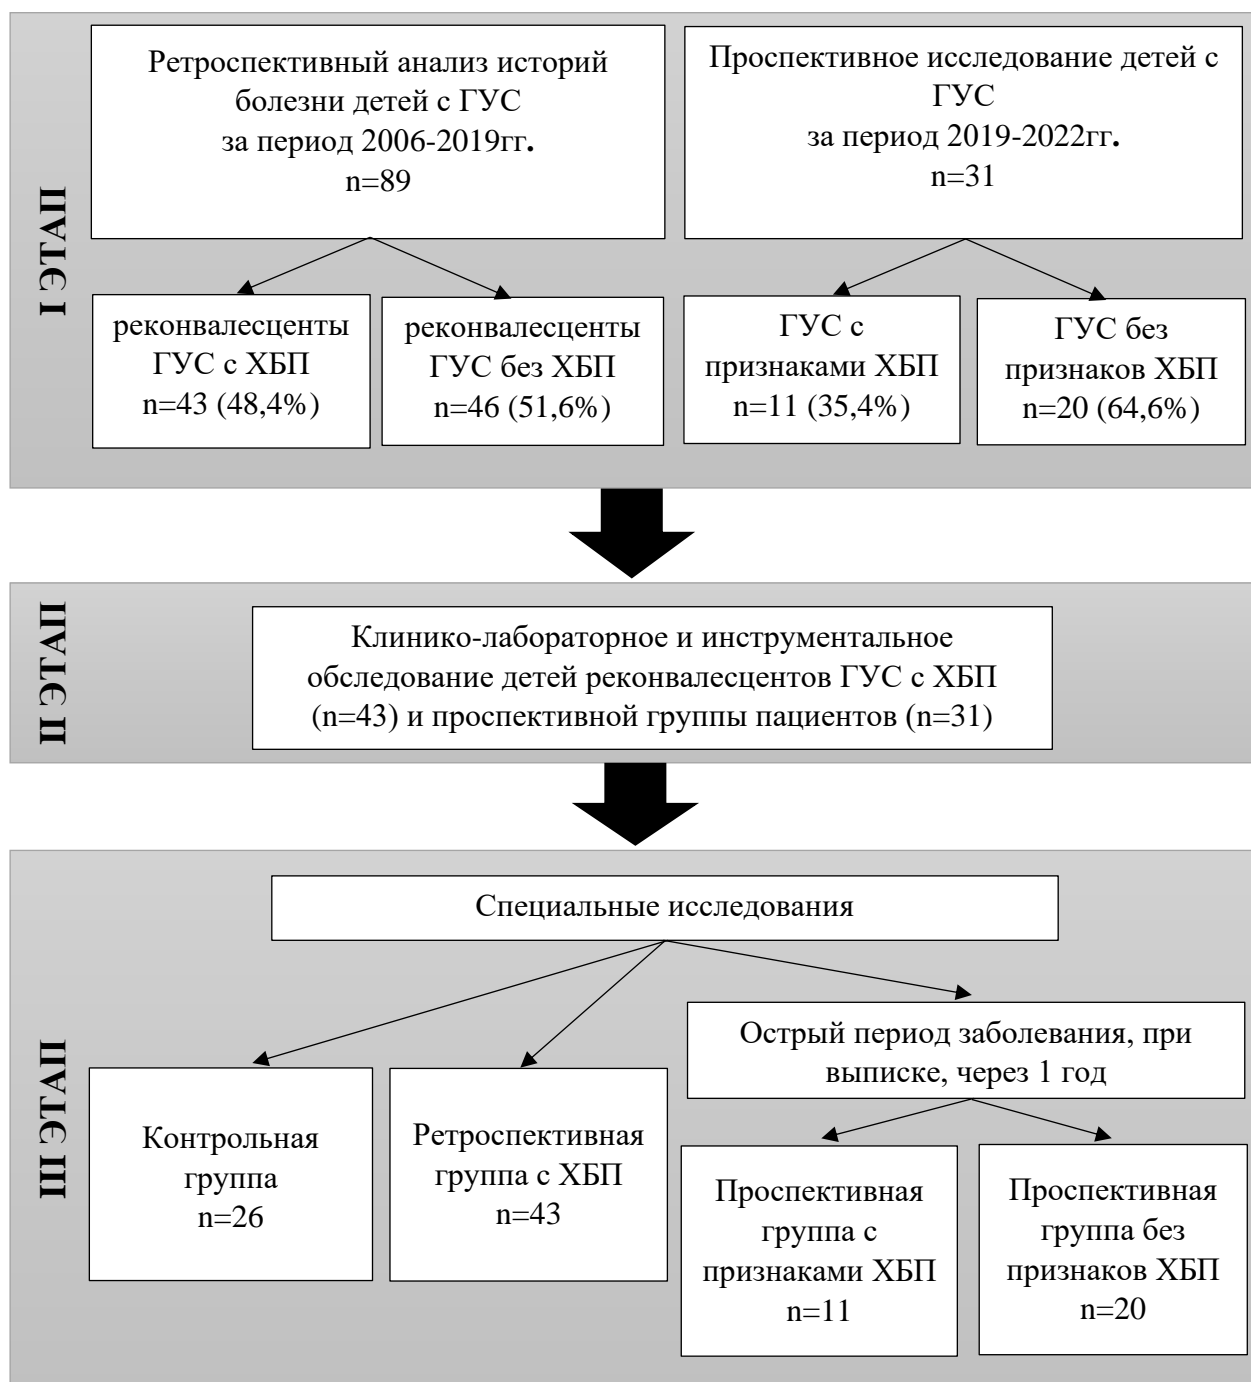 I ЭТАП
Ретроспективный анализ историй
болезни детей с ГУС
за период 2006-2019гг.
n=89
Проспективное исследование детей с
ГУС
за период 2019-2022гг.
n=31
реконвалесценты
ГУС с ХБП
n=43 (48,4%)
реконвалесценты
ГУС без ХБП
n=46 (51,6%)
ГУС с
признаками ХБП
n=11 (35,4%)
ГУС без
признаков ХБП
n=20 (64,6%)
II ЭТАП
Клинико-лабораторное и инструментальное
обследование детей реконвалесцентов ГУС с ХБП
(n=43) и проспективной группы пациентов (n=31)
III ЭТАП
Специальные исследования
Острый период заболевания, при
выписке, через 1 год
Контрольная
группа
n=26
Ретроспективная
группа с ХБП
n=43
Проспективная
группа с
признаками ХБП
n=11
Проспективная
группа без
признаков ХБП
n=20